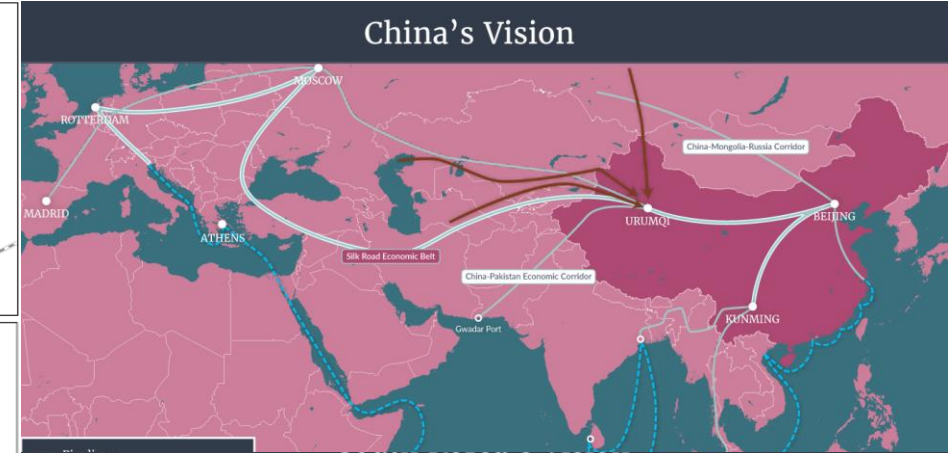 China's Vision
MOSCOW
ROTTERDAM
China-Mongolia-Russia Corridor
MADRID
URUMQI
BEIJING
ATHENS
Silk Road Economic Belt
China-Pakistan Economic Corridor
KUNMING
Gwadar Port